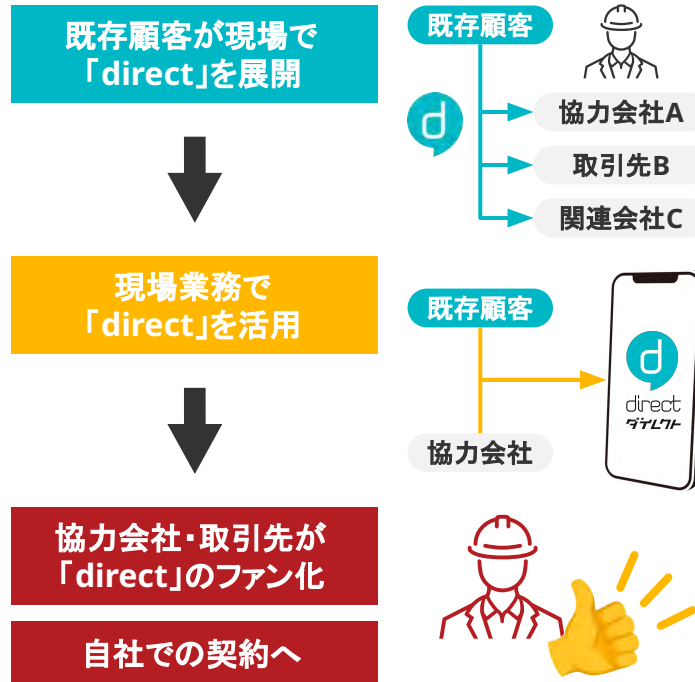 既存顧客が現場で
「direct」を展開
既存顧客
d
協力会社A
取引先B
関連会社C
現場業務で
「direct」を活用
既存顧客
協力会社
d
direct
ダイレクト
協力会社・取引先が
「direct」のファン化
自社での契約へ